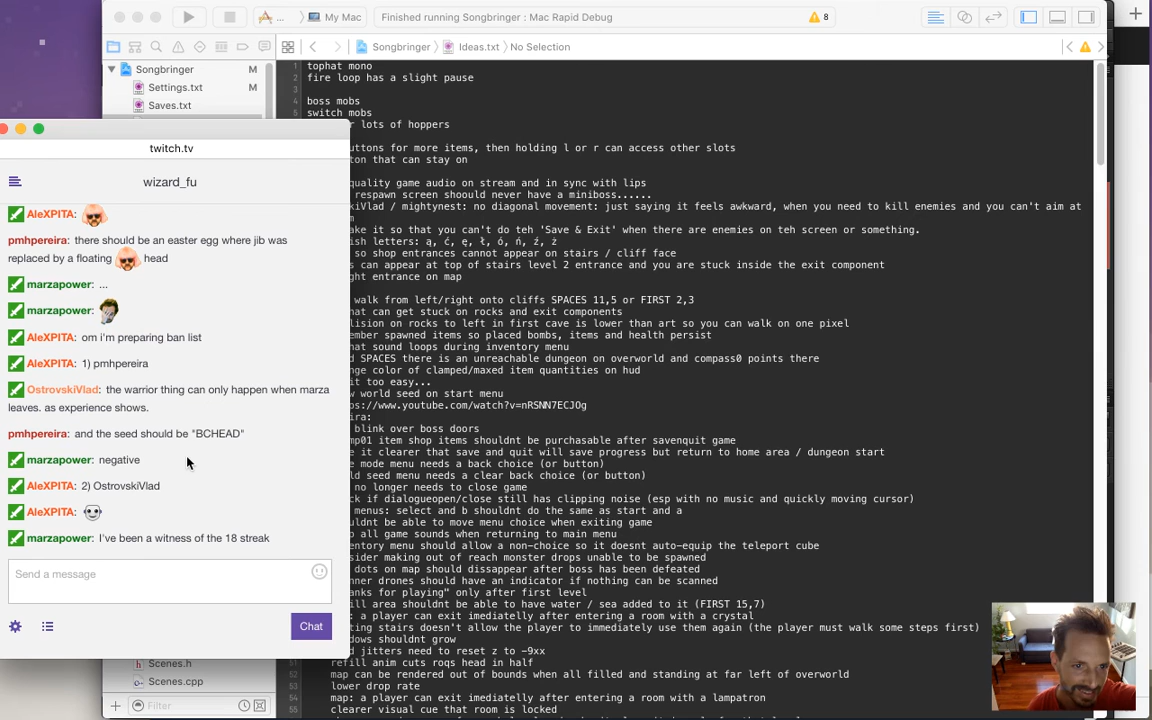 ... My Mac Finished running Songbringer : Mac Rapid Debug 8
Songbringer Ideas.txt No Selection
Songbringer M
Settings.txt M
Saves.txt
twitch.tv
wizard_fu
AleXPITA:
pmhpereira: there should be an easter egg where jib was
replaced by a floating head
marzapower: ...
marzapower:
AleXPITA: om i'm preparing ban list
AleXPITA: 1) pmhpereira
OstrovskiVlad: the warrior thing can only happen when marza
leaves. as experience shows.
pmhpereira: and the seed should be "BCHEAD"
marzapower: negative
AleXPITA: 2) OstrovskiVlad
AleXPITA:
marzapower: I've been a witness of the 18 streak
Send a message
Chat
Scenes.h
Scenes.cpp
Filter
1 tophat mono
2 fire loop has a slight pause
3
4 boss mobs
5 switch mobs
r lots of hoppers
uttons for more items, then holding l or r can access other slots
ton that can stay on
quality game audio on stream and in sync with lips
respawn screen shoould never have a miniboss......
kiVlad / mightynest: no diagonal movement: just saying it feels awkward, when you need to kill enemies and you can't aim at
m
ake it so that you can't do teh 'Save & Exit' when there are enemies on teh screen or something.
ish letters: ą, ć, ę, ł, ó, ń, ź, ż
so shop entrances cannot appear on stairs / cliff face
s can appear at top of stairs level 2 entrance and you are stuck inside the exit component
ght entrance on map
walk from left/right onto cliffs SPACES 11,5 or FIRST 2,3
hat can get stuck on rocks and exit components
lision on rocks to left in first cave is lower than art so you can walk on one pixel
ember spawned items so placed bombs, items and health persist
hat sound loops during inventory menu
d SPACES there is an unreachable dungeon on overworld and compass0 points there
nge color of clamped/maxed item quantities on hud
it too easy...
w world seed on start menu
ps://www.youtube.com/watch?v=nRSNN7ECJOg
ira:
blink over boss doors
mp01 item shop items shouldnt be purchasable after savenquit game
e it clearer that save and quit will save progress but return to home area / dungeon start
e mode menu needs a back choice (or button)
ld seed menu needs a clear back choice (or button)
no longer needs to close game
ck if dialogueopen/close still has clipping noise (esp with no music and quickly moving cursor)
menus: select and b shouldnt do the same as start and a
uldnt be able to move menu choice when exiting game
p all game sounds when returning to main menu
entory menu should allow a non-choice so it doesnt auto-equip the teleport cube
sider making out of reach monster drops unable to be spawned
dots on map should dissappear after boss has been defeated
nner drones should have an indicator if nothing can be scanned
anks for playing" only after first level
ill area shouldnt be able to have water / sea added to it (FIRST 15,7)
: a player can exit imediatelly after entering a room with a crystal
ting stairs doesn't allow the player to immediately use them again (the player must walk some steps first)
dows shouldnt grow
d jitters need to reset z to -9xx
51 refill anim cuts roqs head in half
52 map can be rendered out of bounds when all filled and standing at far left of overworld
53 lower drop rate
54 map: a player can exit imediatelly after entering a room with a lampatron
55 clearer visual cue that room is locked